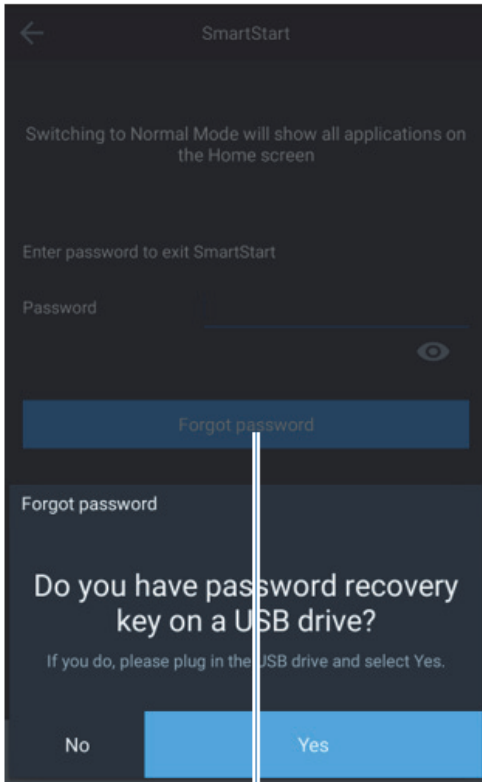 SmartStart
Switching to Normal Mode will show all applications on
the Home screen
Enter password to exit SmartStart
Password
Forgot password
Forgot password
Do you have password recovery
key on a USB drive?
If you do, please plug in the USB drive and select Yes.
No
Yes